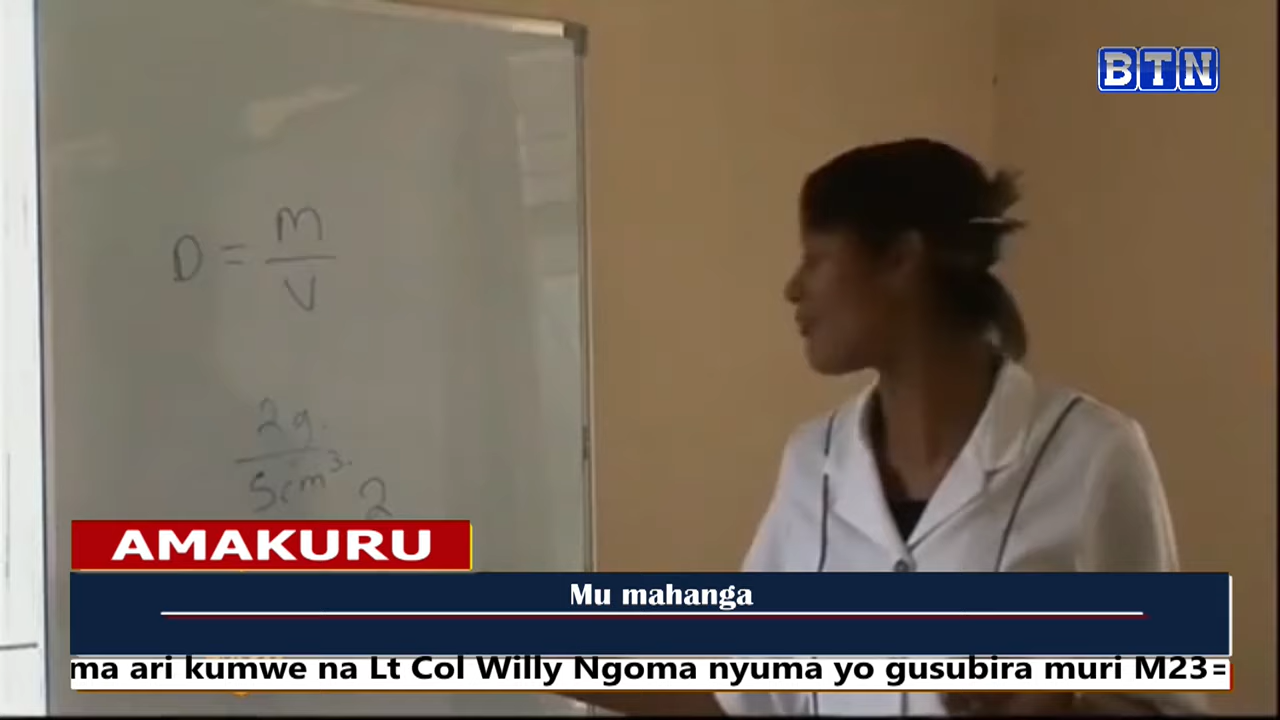 BTN
D = M
V
2g.
5cm³.
2
AMAKURU
Mu mahanga
ma ari kumwe na Lt Col Willy Ngoma nyuma yo gusubira muri M23=